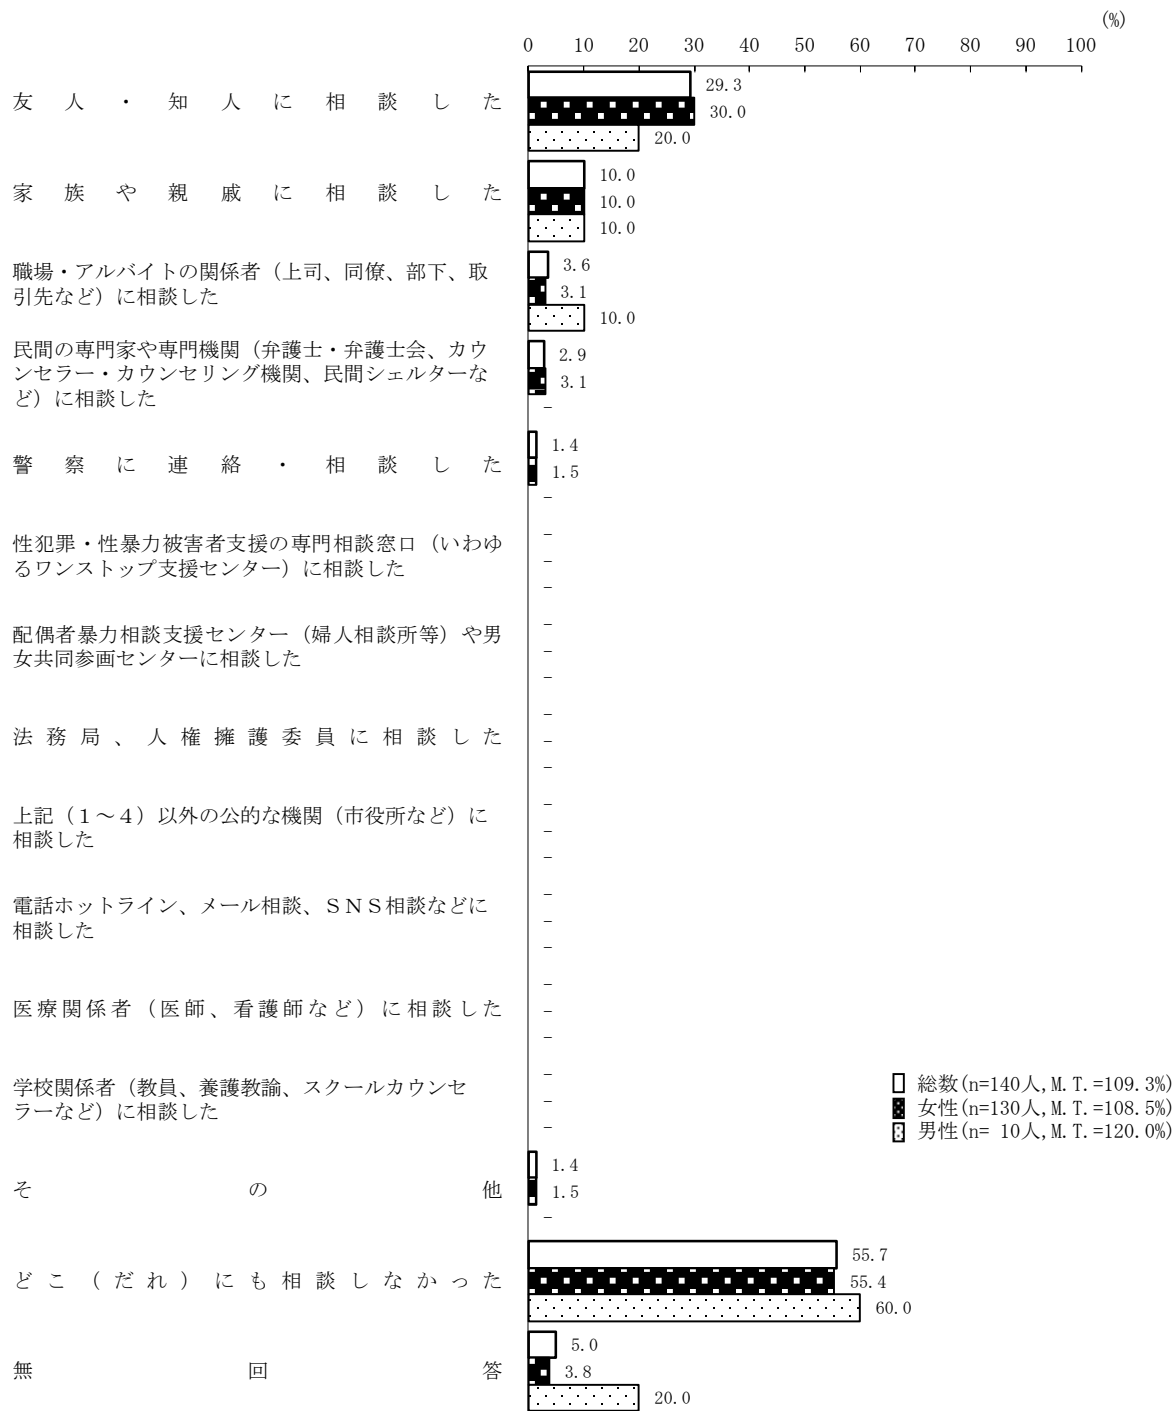 (%)
0 10 20 30 40 50 60 70 80 90 100
友人・知人に相談した
29.3
30.0
20.0
家族や親戚に相談した
10.0
10.0
10.0
職場・アルバイトの関係者（上司、同僚、部下、取
引先など）に相談した
3.6
3.1
10.0
民間の専門家や専門機関（弁護士・弁護士会、カウ
ンセラー・カウンセリング機関、民間シェルターな
ど）に相談した
2.9
3.1
-
警察に連絡・相談した
1.4
1.5
-
性犯罪・性暴力被害者支援の専門相談窓口（いわゆ
るワンストップ支援センター）に相談した
-
-
-
配偶者暴力相談支援センター（婦人相談所等）や男
女共同参画センターに相談した
-
-
-
法務局、人権擁護委員に相談した
-
-
-
上記（１～４）以外の公的な機関（市役所など）に
相談した
-
-
-
電話ホットライン、メール相談、ＳＮＳ相談などに
相談した
-
-
-
医療関係者（医師、看護師など）に相談した
-
-
-
学校関係者（教員、養護教諭、スクールカウンセ
ラーなど）に相談した
-
-
-
総数(n=140人,M.T.=109.3%)
女性(n=130人,M.T.=108.5%)
男性(n= 10人,M.T.=120.0%)
その他
1.4
1.5
-
どこ（だれ）にも相談しなかった
55.7
55.4
60.0
無回答
5.0
3.8
20.0